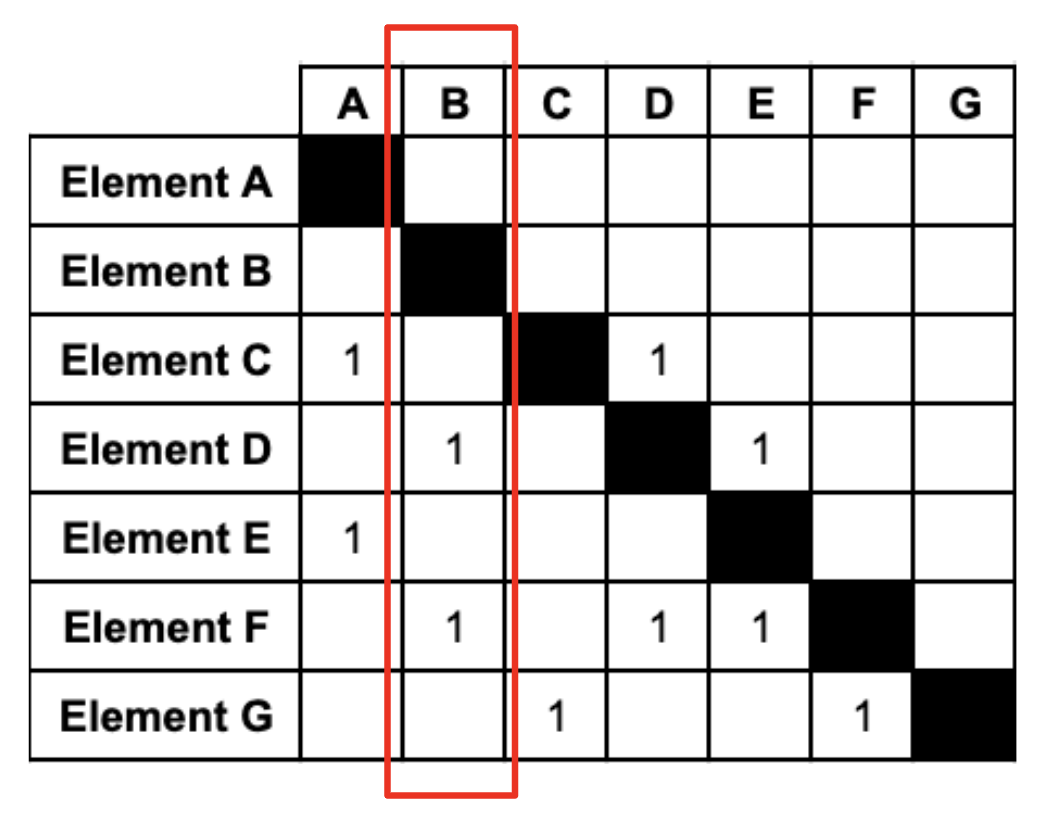 A B C D E F G
Element A
Element B
Element C 1 1
Element D 1 1
Element E 1
Element F 1 1 1
Element G 1 1